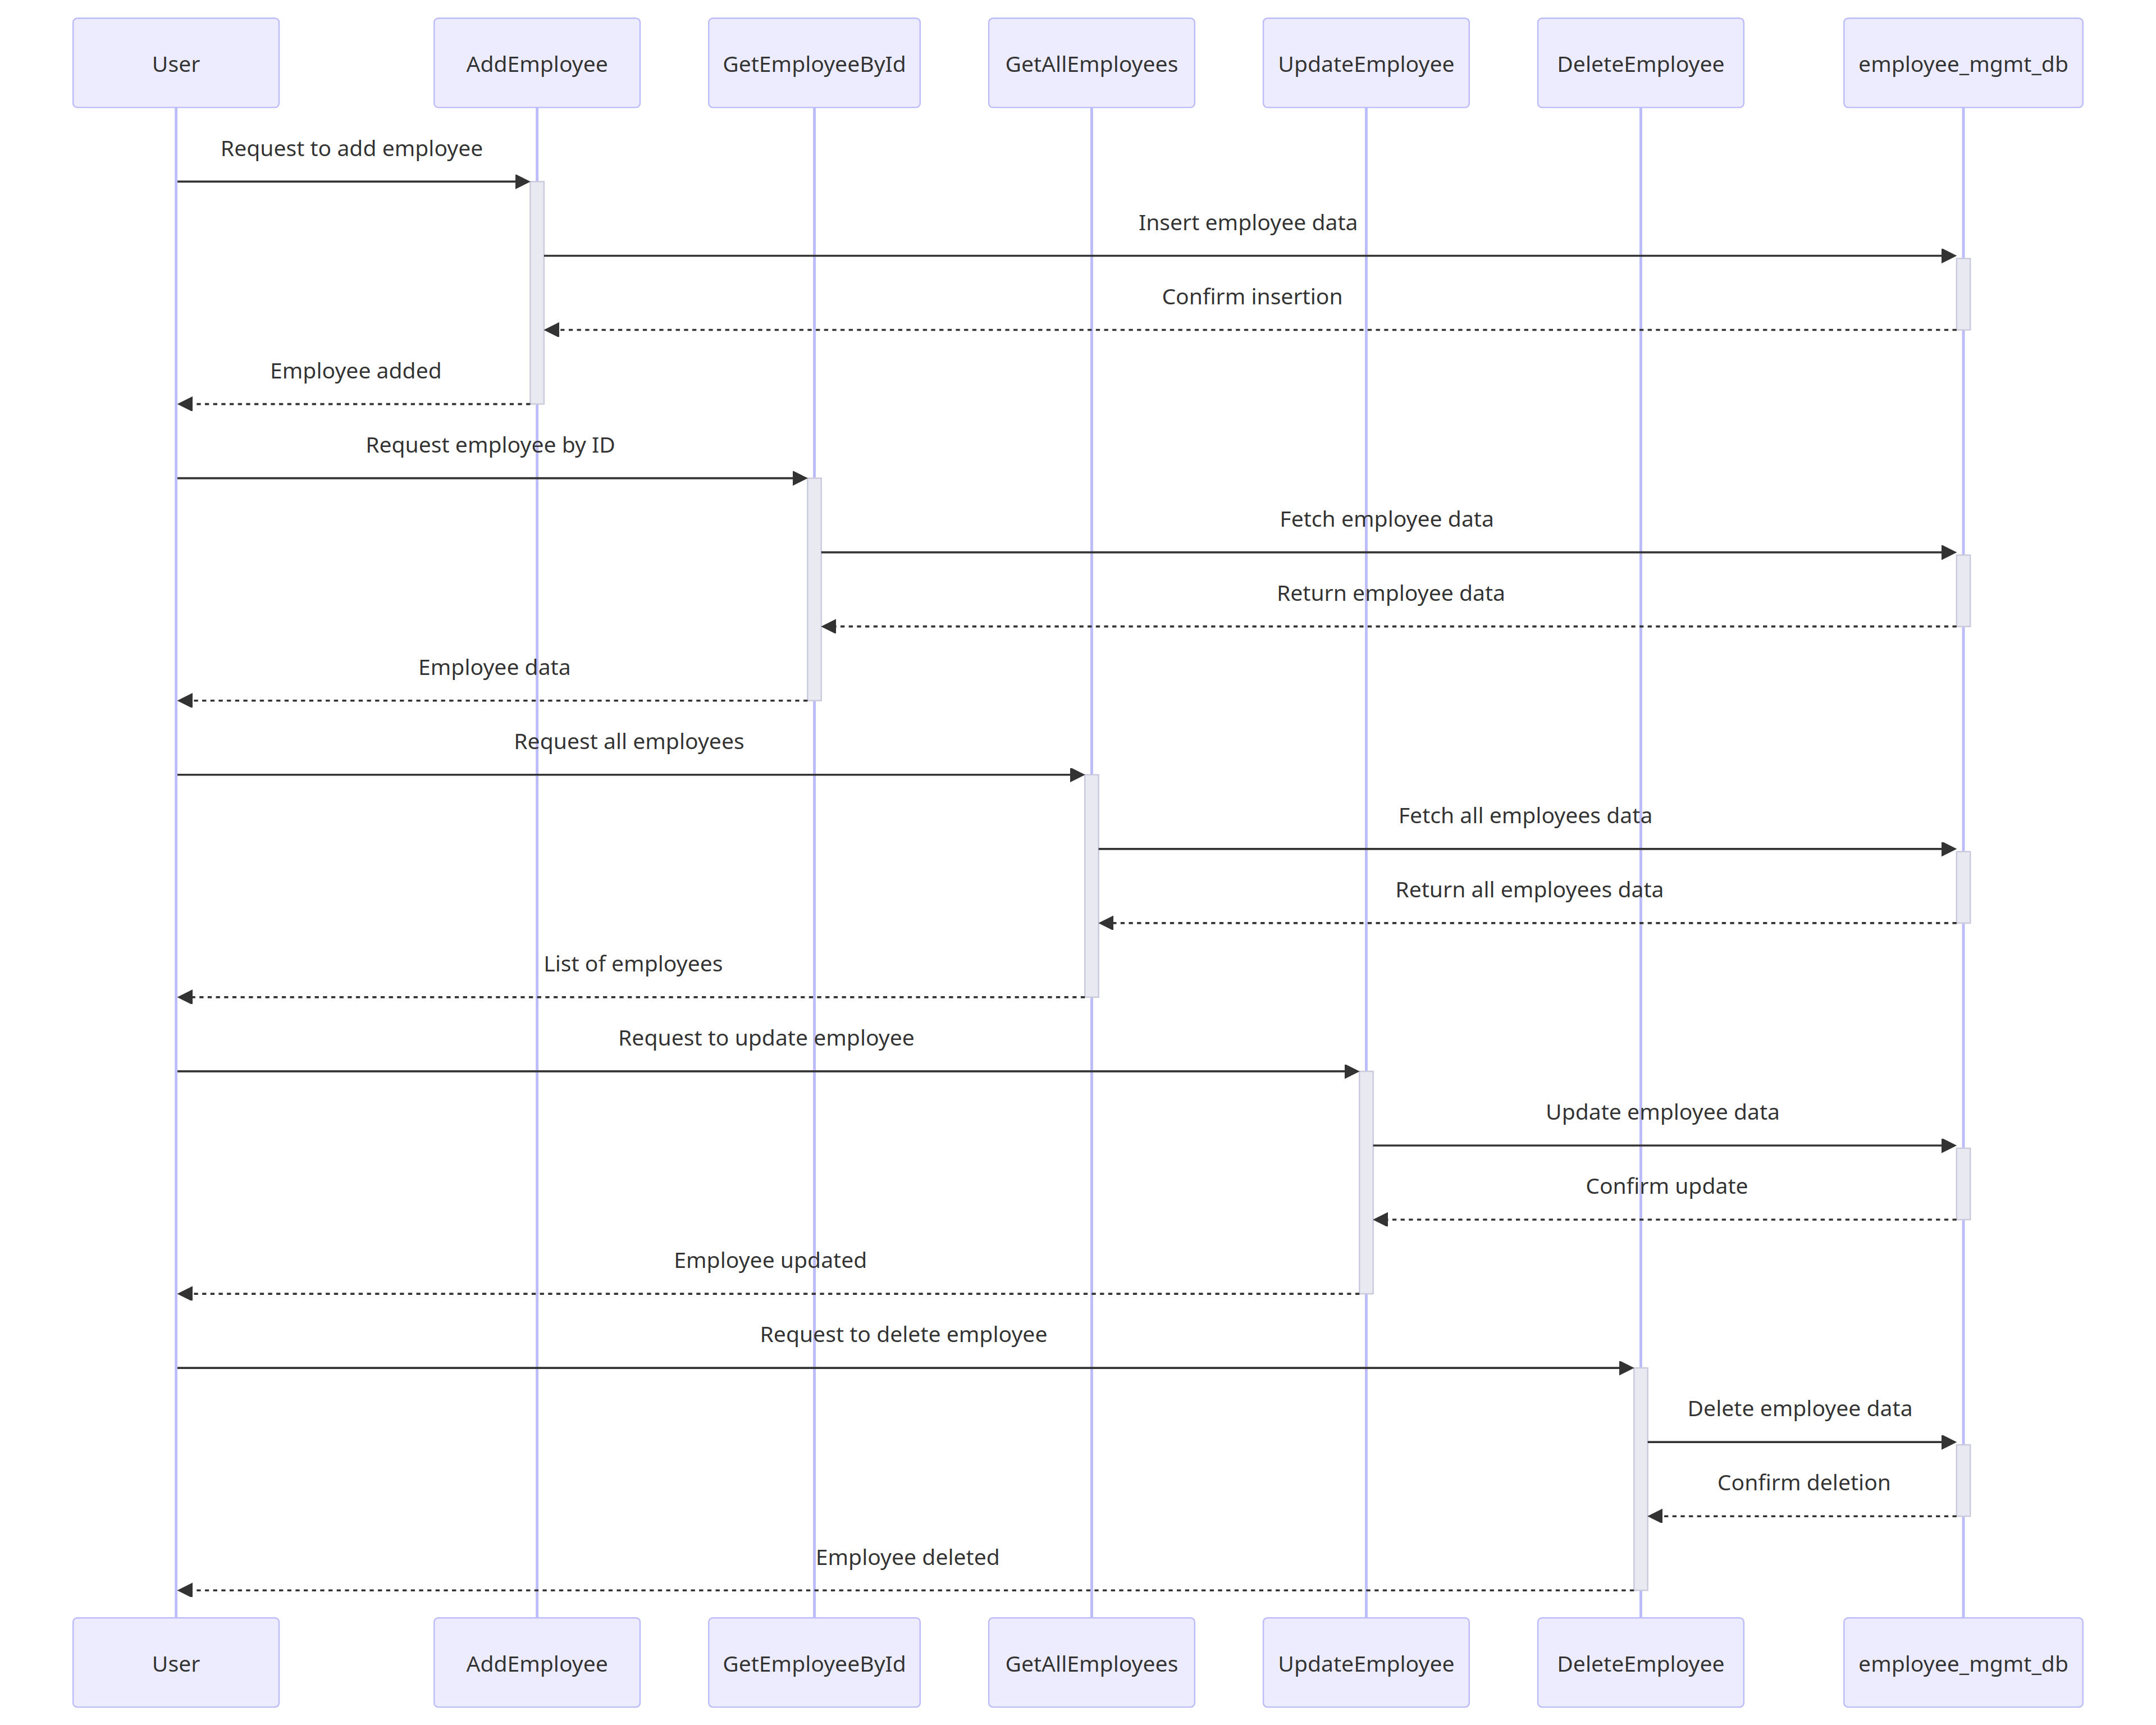 User
AddEmployee
GetEmployeeById
GetAllEmployees
UpdateEmployee
DeleteEmployee
employee_mgmt_db
Request to add employee
Insert employee data
Confirm insertion
Employee added
Request employee by ID
Fetch employee data
Return employee data
Employee data
Request all employees
Fetch all employees data
Return all employees data
List of employees
Request to update employee
Update employee data
Confirm update
Employee updated
Request to delete employee
Delete employee data
Confirm deletion
Employee deleted
User
AddEmployee
GetEmployeeById
GetAllEmployees
UpdateEmployee
DeleteEmployee
employee_mgmt_db